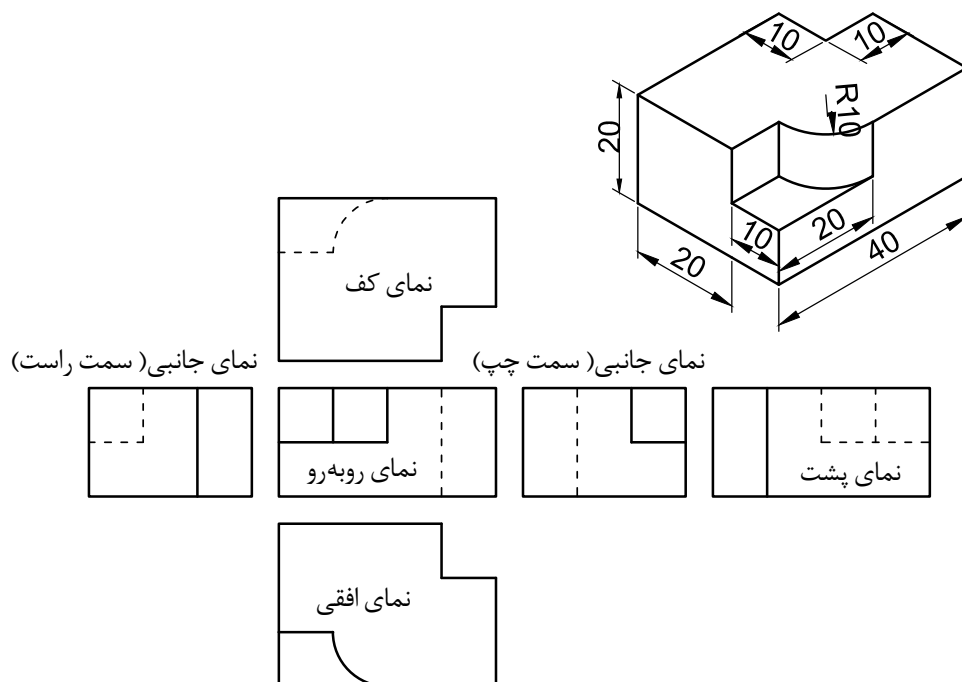 10
10
R10
20
10
20
20
40
نمای کف
نمای جانبی( سمت راست)
نمای جانبی( سمت چپ)
نمای روبه‌رو
نمای پشت
نمای افقی